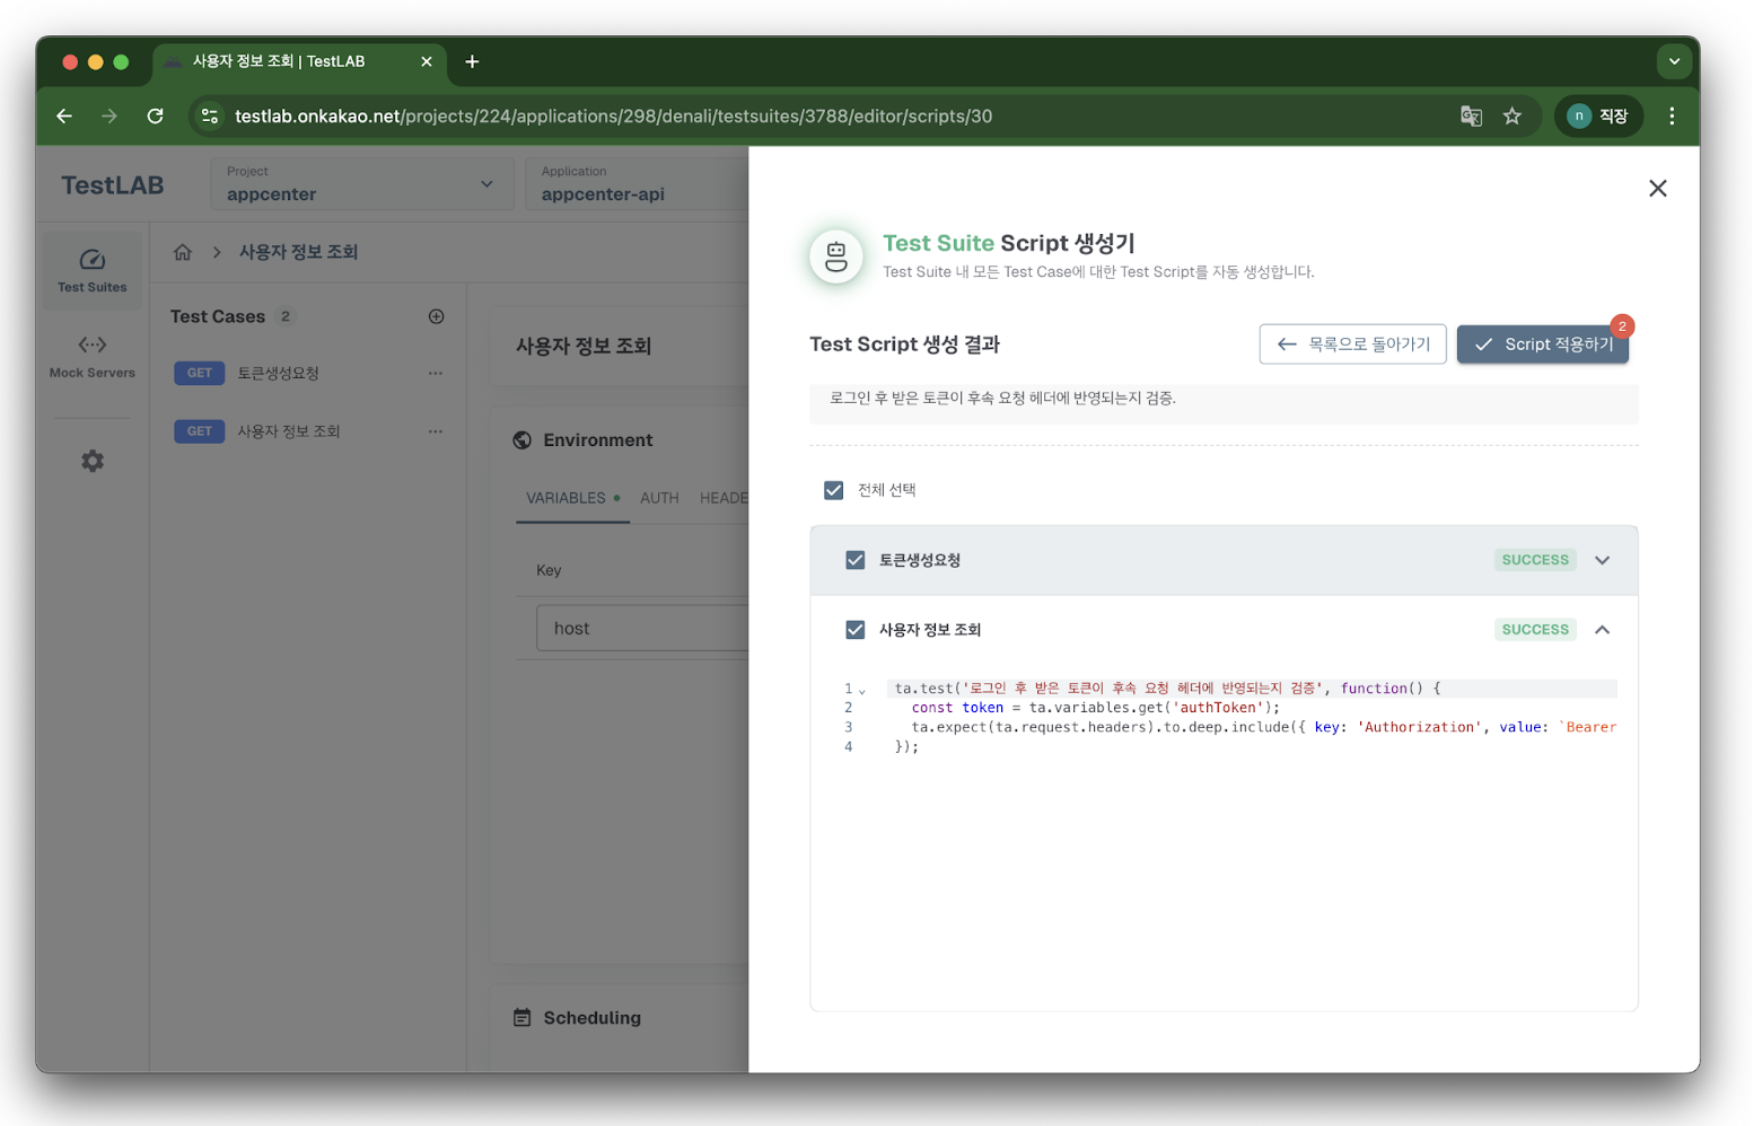 사용자 정보 조회 | TestLAB
testlab.onkakao.net/projects/224/applications/298/denali/testsuites/3788/editor/scripts/30
n 직장
TestLAB
Project
appcenter
Application
appcenter-api
사용자 정보 조회
Test Suites
Mock Servers
Test Cases 2
GET 토큰생성요청
GET 사용자 정보 조회
사용자 정보 조회
Environment
VARIABLES AUTH HEADE
Key
host
Scheduling
Test Suite Script 생성기
Test Suite 내 모든 Test Case에 대한 Test Script를 자동 생성합니다.
Test Script 생성 결과
목록으로 돌아가기
Script 적용하기
2
로그인 후 받은 토큰이 후속 요청 헤더에 반영되는지 검증.
전체 선택
토큰생성요청 SUCCESS
사용자 정보 조회 SUCCESS
1 ta.test('로그인 후 받은 토큰이 후속 요청 헤더에 반영되는지 검증', function() {
2 const token = ta.variables.get('authToken');
3 ta.expect(ta.request.headers).to.deep.include({ key: 'Authorization', value: `Bearer
4 });